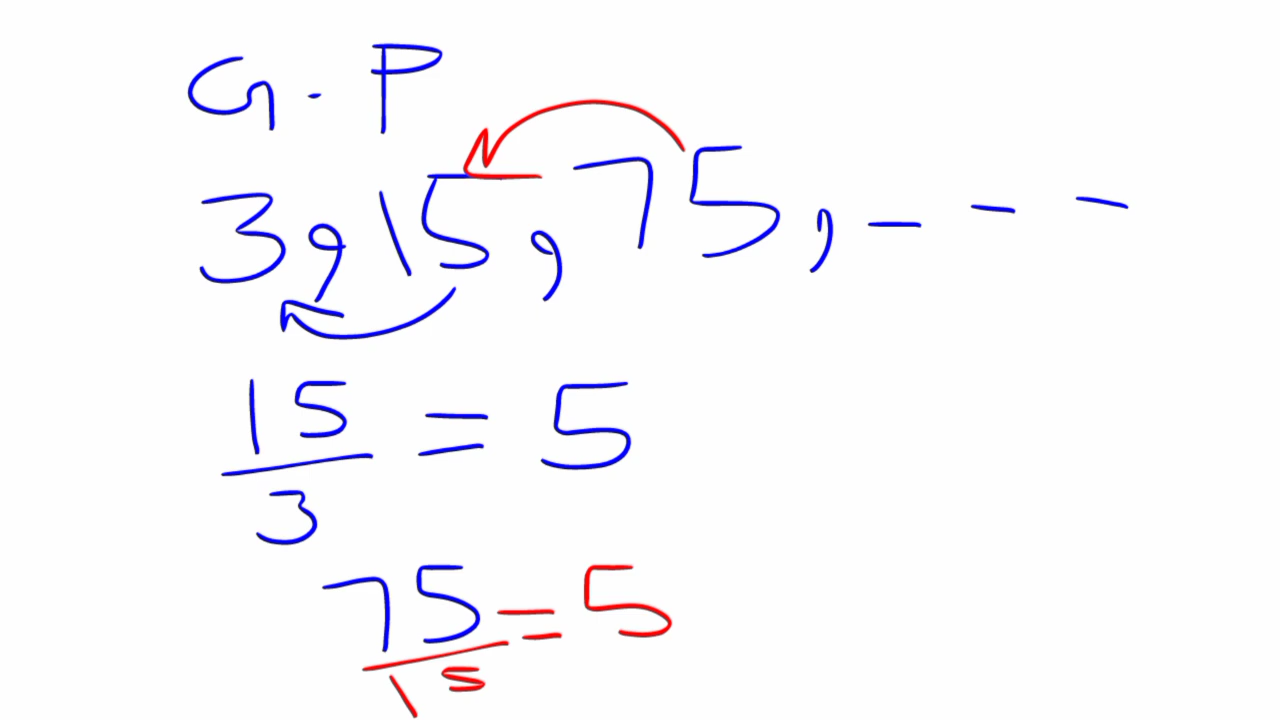 G.P
3,15,75,_ _ _
15/3 = 5
75/15 = 5